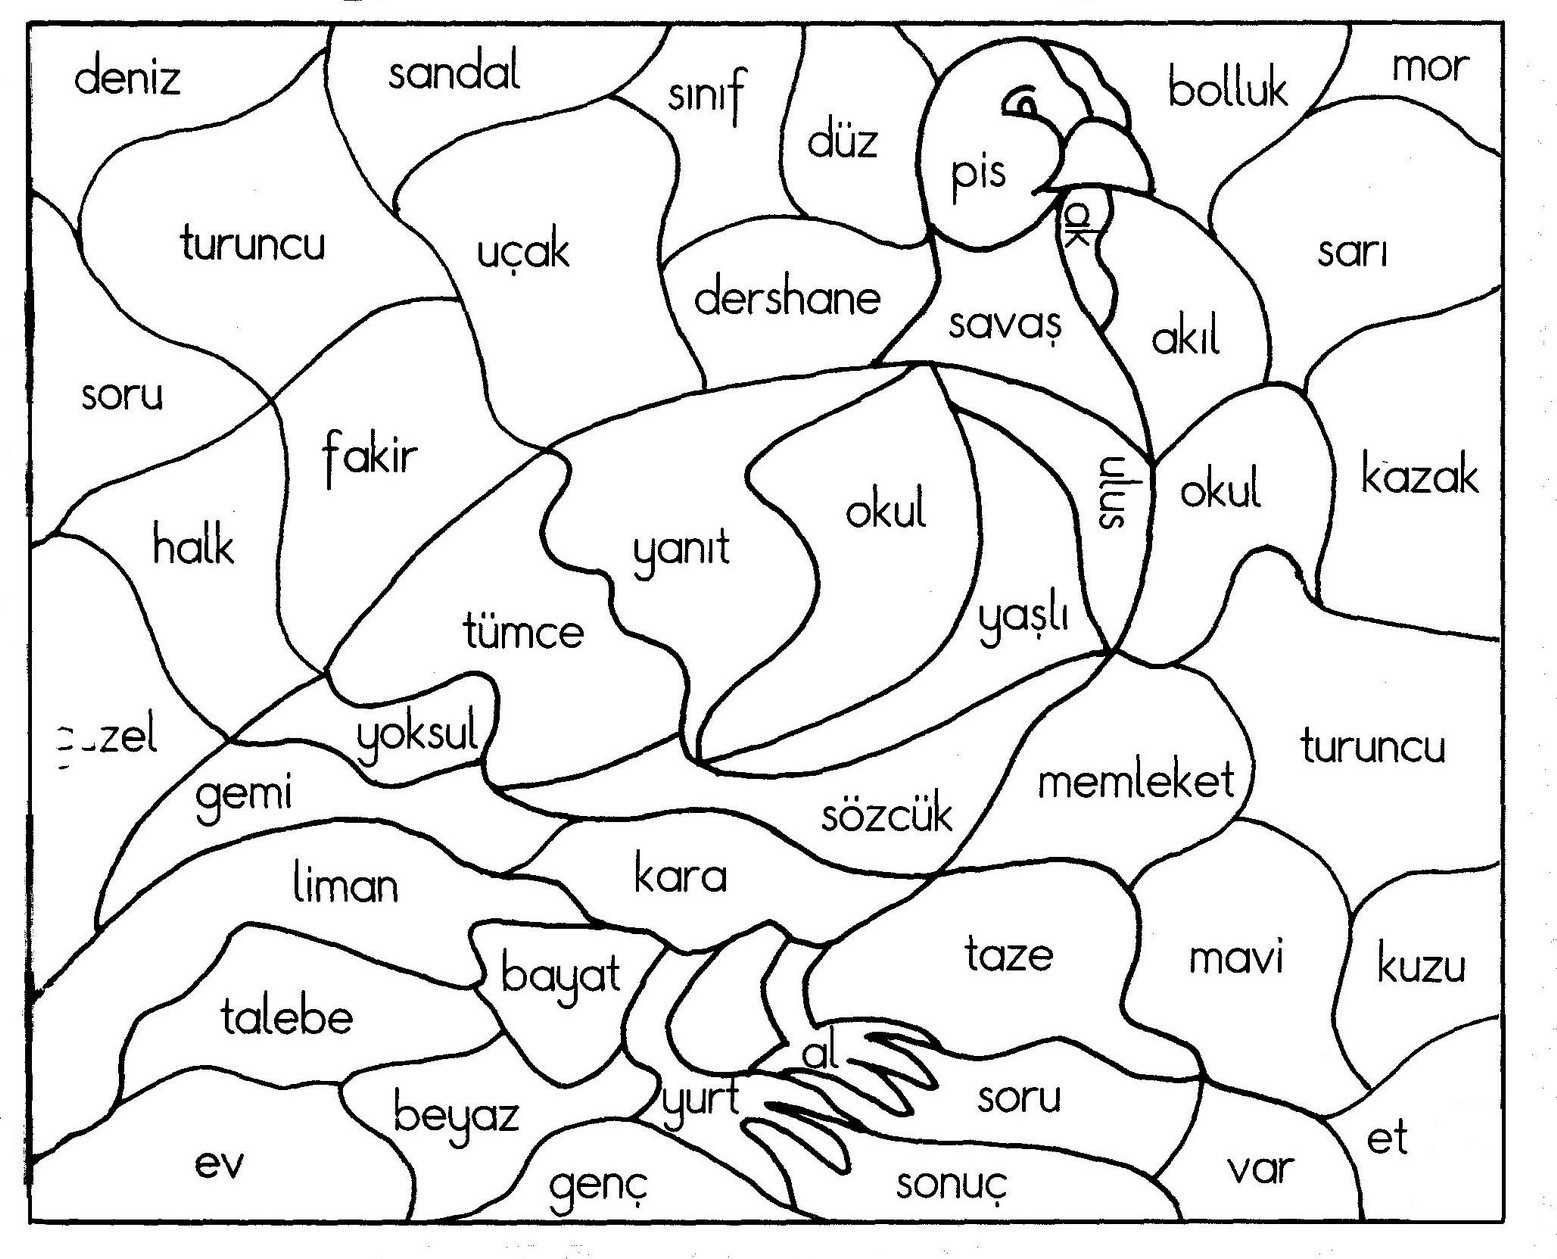 deniz
sandal
sınıf
düz
pis
bolluk
mor
turuncu
uçak
dershane
ak
savaş
akıl
sarı
soru
fakir
halk
yanıt
okul
ulus
okul
kazak
tümce
yaşlı
zel
yoksul
gemi
sözcük
memleket
turuncu
liman
kara
bayat
taze
mavi
kuzu
talebe
al
beyaz
yurt
soru
et
ev
genç
sonuç
var